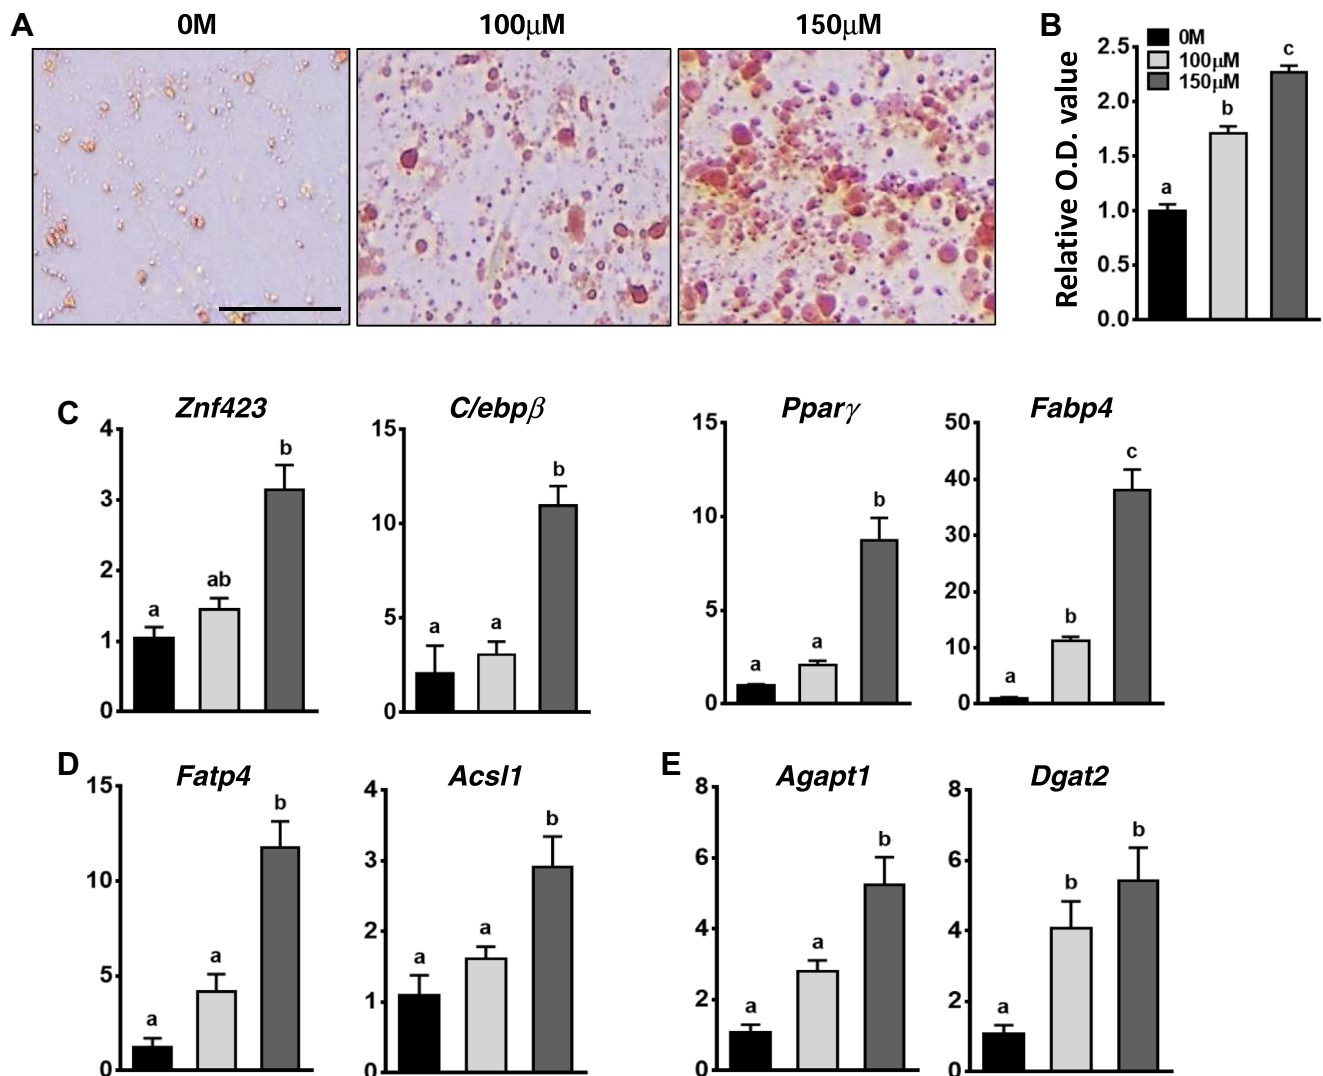 A
0M
100μM
150μM
B
Relative O.D. value
2.5
2.0
1.5
1.0
0.5
0.0
0M
100μM
150μM
a
b
c
C
Znf423
4
3
2
1
0
a
ab
b
C/ebpβ
15
10
5
0
a
a
b
Pparγ
15
10
5
0
a
a
b
Fabp4
50
40
30
20
10
0
a
b
c
D
Fatp4
15
10
5
0
a
a
b
Acsl1
4
3
2
1
0
a
a
b
E
Agapt1
8
6
4
2
0
a
a
b
Dgat2
8
6
4
2
0
a
b
b